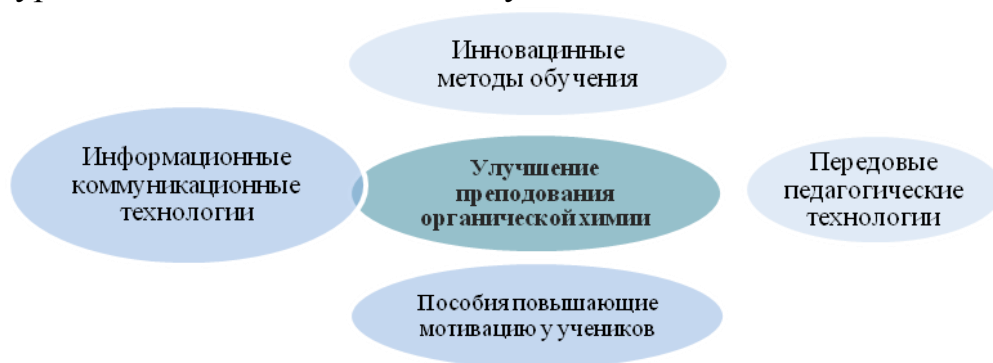 Инновацинные
методы обучения
Информационные
коммуникационные
технологии
Улучшение
преподования
органической химии
Передовые
педагогические
технологии
Пособия повышающие
мотивацию у учеников